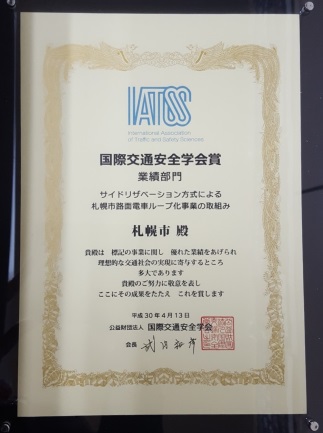 IATSS
International Association
of Traffic and Safety Sciences
国際交通安全学会賞
業績部門
サイドリザベーション方式による
札幌市路面電車ループ化事業の取組み
札幌市 殿
貴殿は 標記の事業に関し 優れた業績をあげられ
理想的な交通社会の実現に寄与するところ
多大であります
貴殿のご努力に敬意を表し
ここにその成果をたたえ これを賞します
平成30年4月13日
公益財団法人 国際交通安全学会
会長